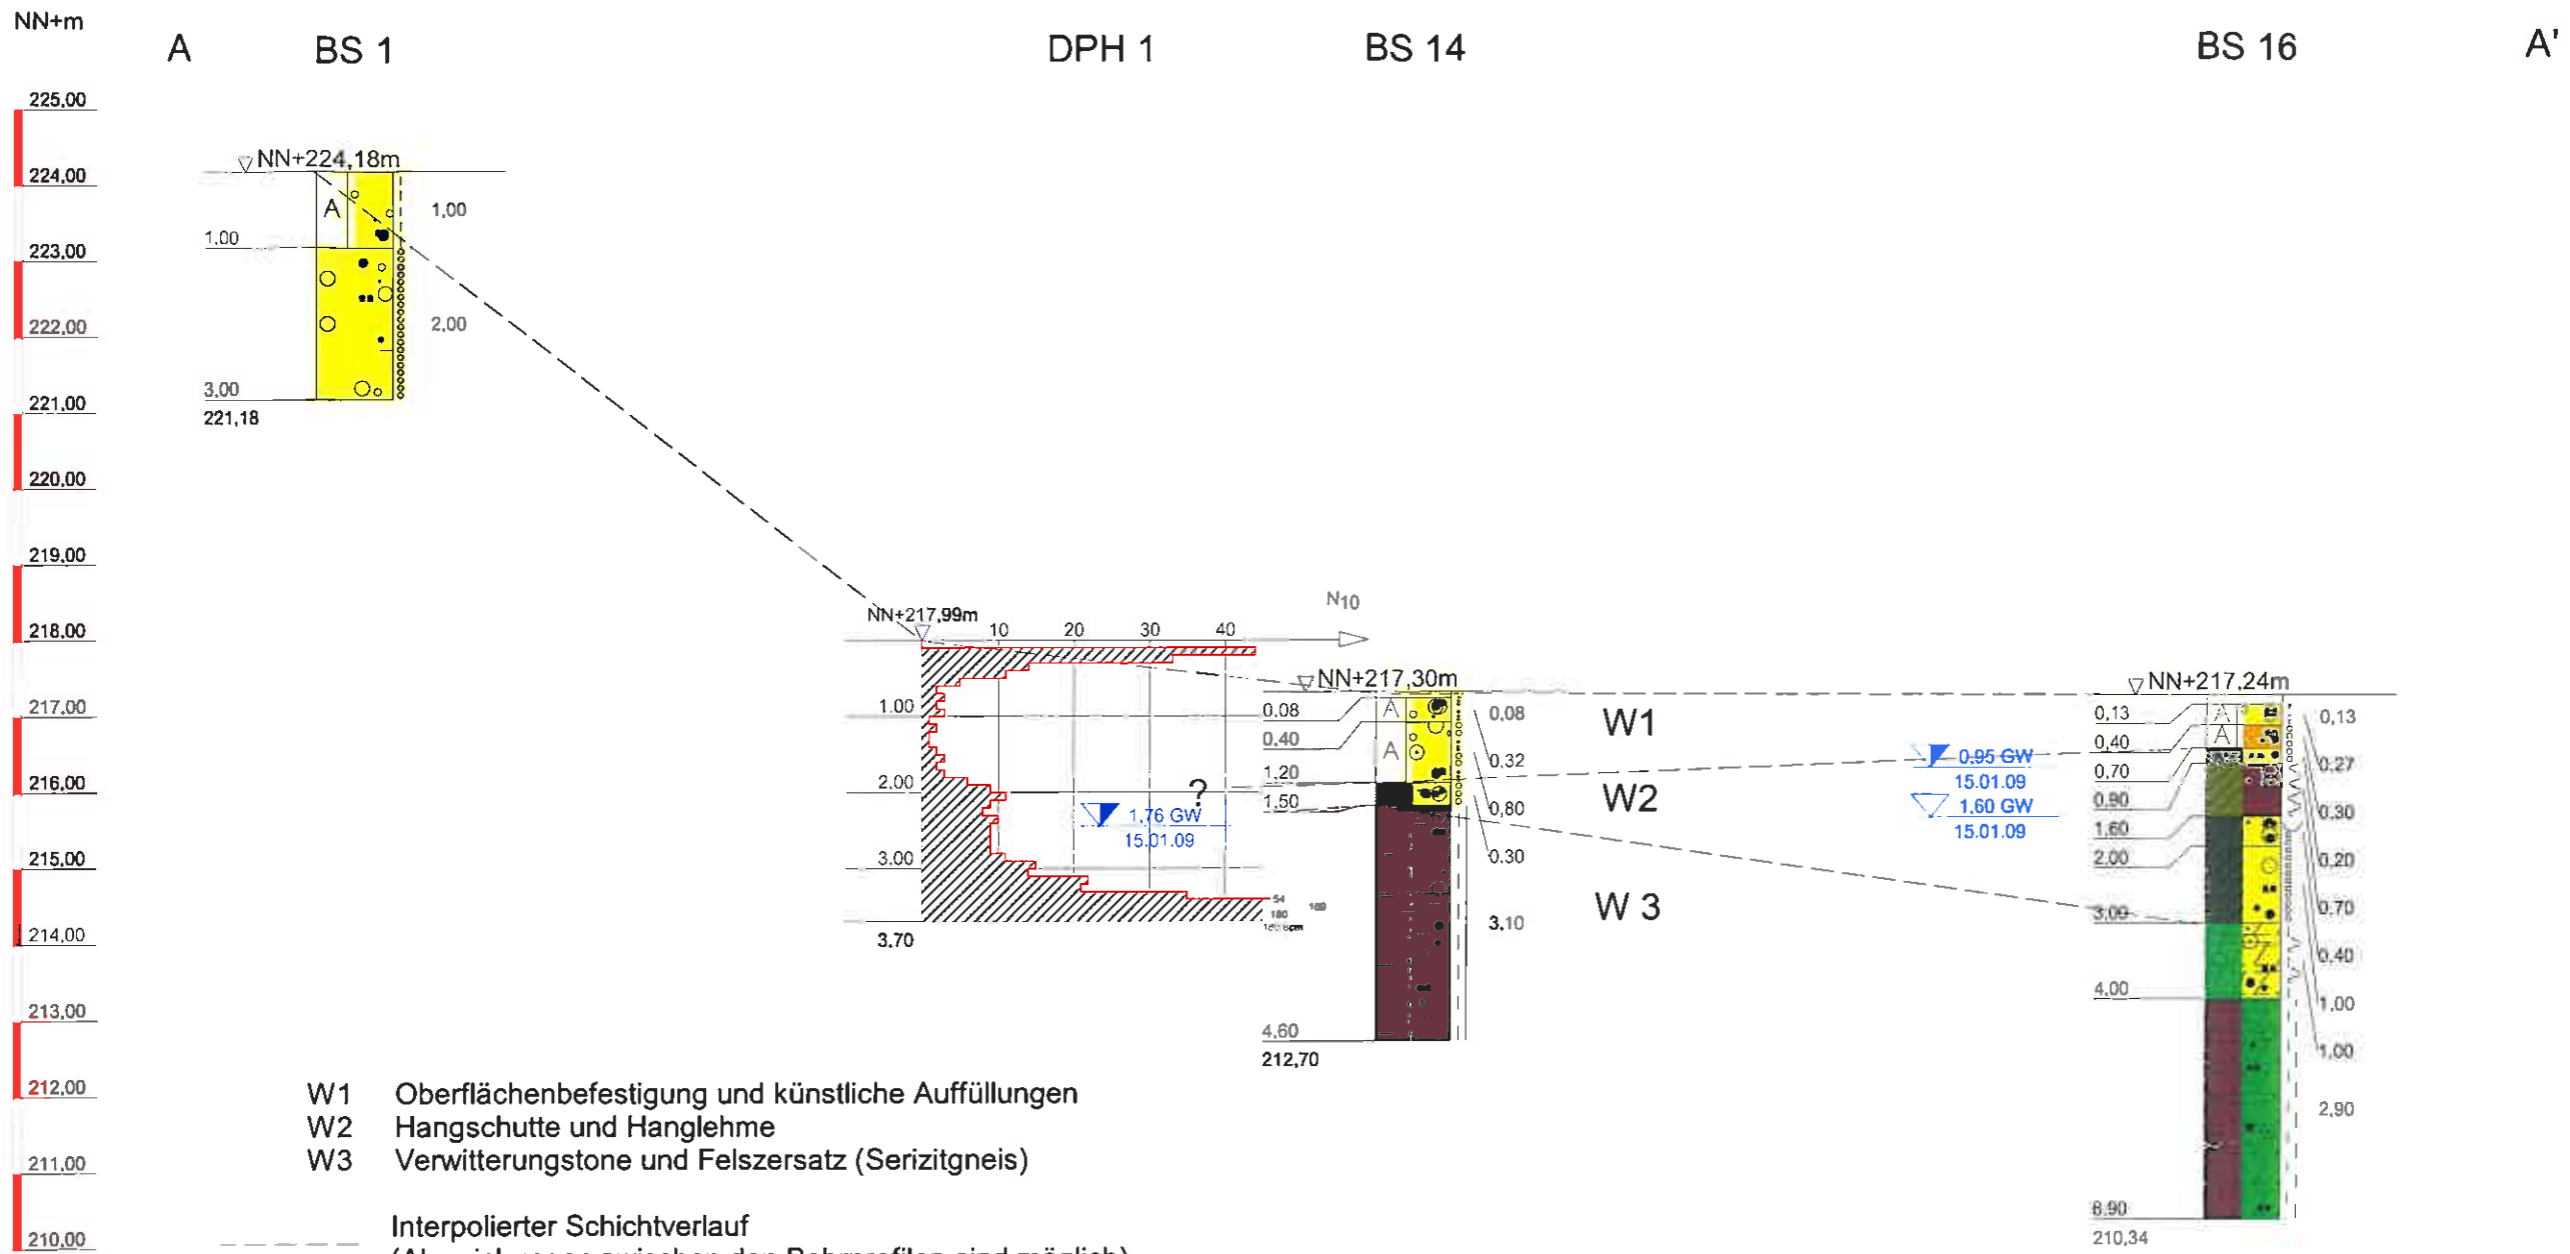 NN+m
A
BS 1
DPH 1
BS 14
BS 16
A'
225,00
224,00
223,00
222,00
221,00
220,00
219,00
218,00
217,00
216,00
215,00
214,00
213,00
212,00
211,00
210,00
NN+224,18m
A
1,00
1,00
2,00
3,00
221,18
NN+217,99m
10
20
30
40
N10
1.00
2.00
3.00
3.70
?
1,76 GW
15.01.09
54
180
169
NN+217,30m
A
A
0,08
0,40
1,20
1,50
4,60
212,70
0,08
0,32
0,80
0.30
3,10
W1
W2
W 3
0,95 GW
15.01.09
1,60 GW
15.01.09
NN+217,24m
A
A
0,13
0,40
0,70
0,90
1,60
2,00
3,00
4,00
6.90
210,34
0,13
0,27
0,30
0,20
0,70
0,40
1,00
1,00
2,90
W1 Oberflächenbefestigung und künstliche Auffüllungen
W2 Hangschutte und Hanglehme
W3 Verwitterungstone und Felszersatz (Serizitgneis)
Interpolierter Schichtverlauf
(Abweichungen zwischen den Bohrprofilen sind möglich)